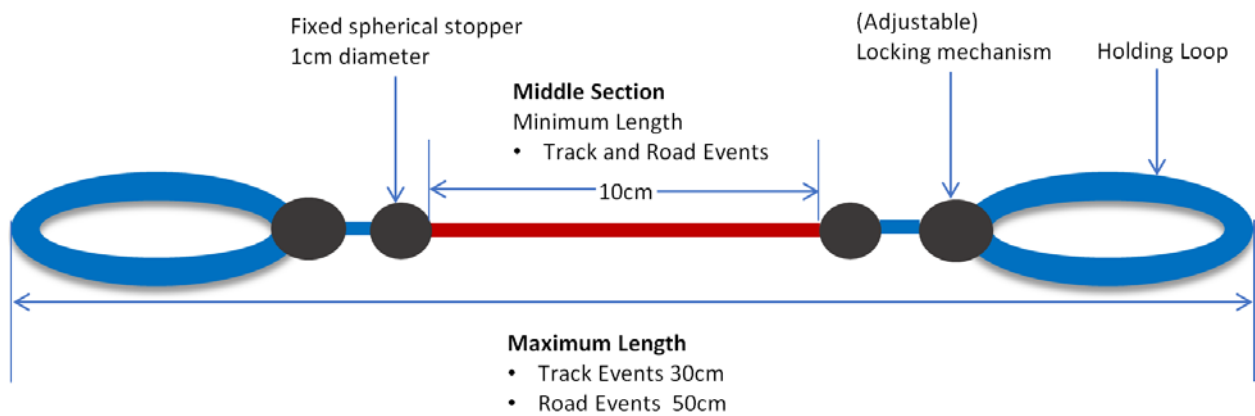 Fixed spherical stopper
1cm diameter
(Adjustable)
Locking mechanism
Holding Loop
Middle Section
Minimum Length
• Track and Road Events
10cm
Maximum Length
• Track Events 30cm
• Road Events 50cm